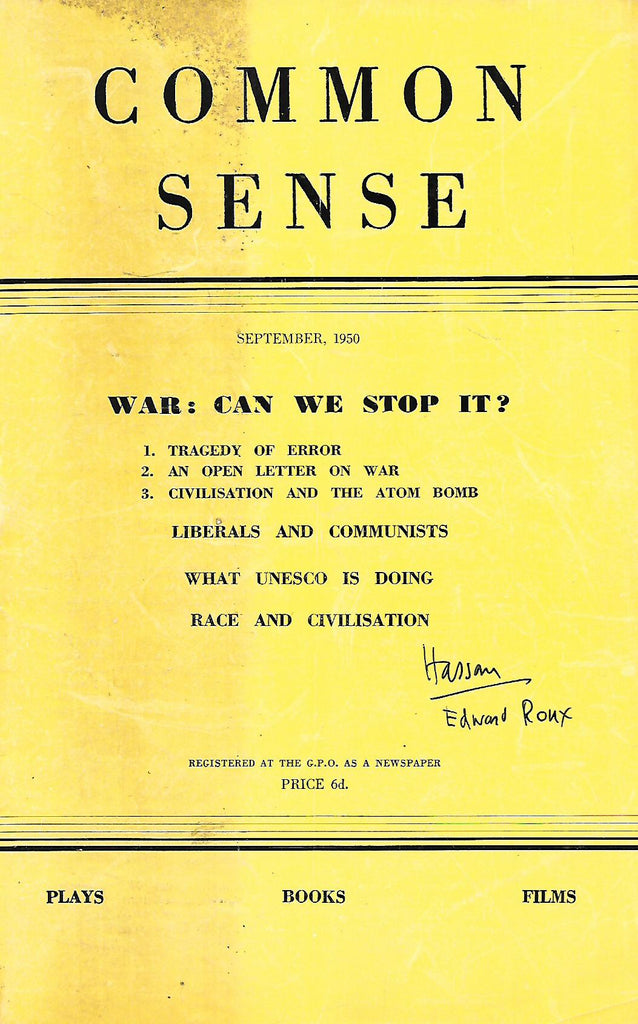 COMMON
SENSE
SEPTEMBER, 1950
WAR: CAN WE STOP IT?
1. TRAGEDY OF ERROR
2. AN OPEN LETTER ON WAR
3. CIVILISATION AND THE ATOM BOMB
LIBERALS AND COMMUNISTS
WHAT UNESCO IS DOING
RACE AND CIVILISATION
Hassan
Edward Roux
REGISTERED AT THE G.P.O. AS A NEWSPAPER
PRICE 6d.
PLAYS BOOKS FILMS